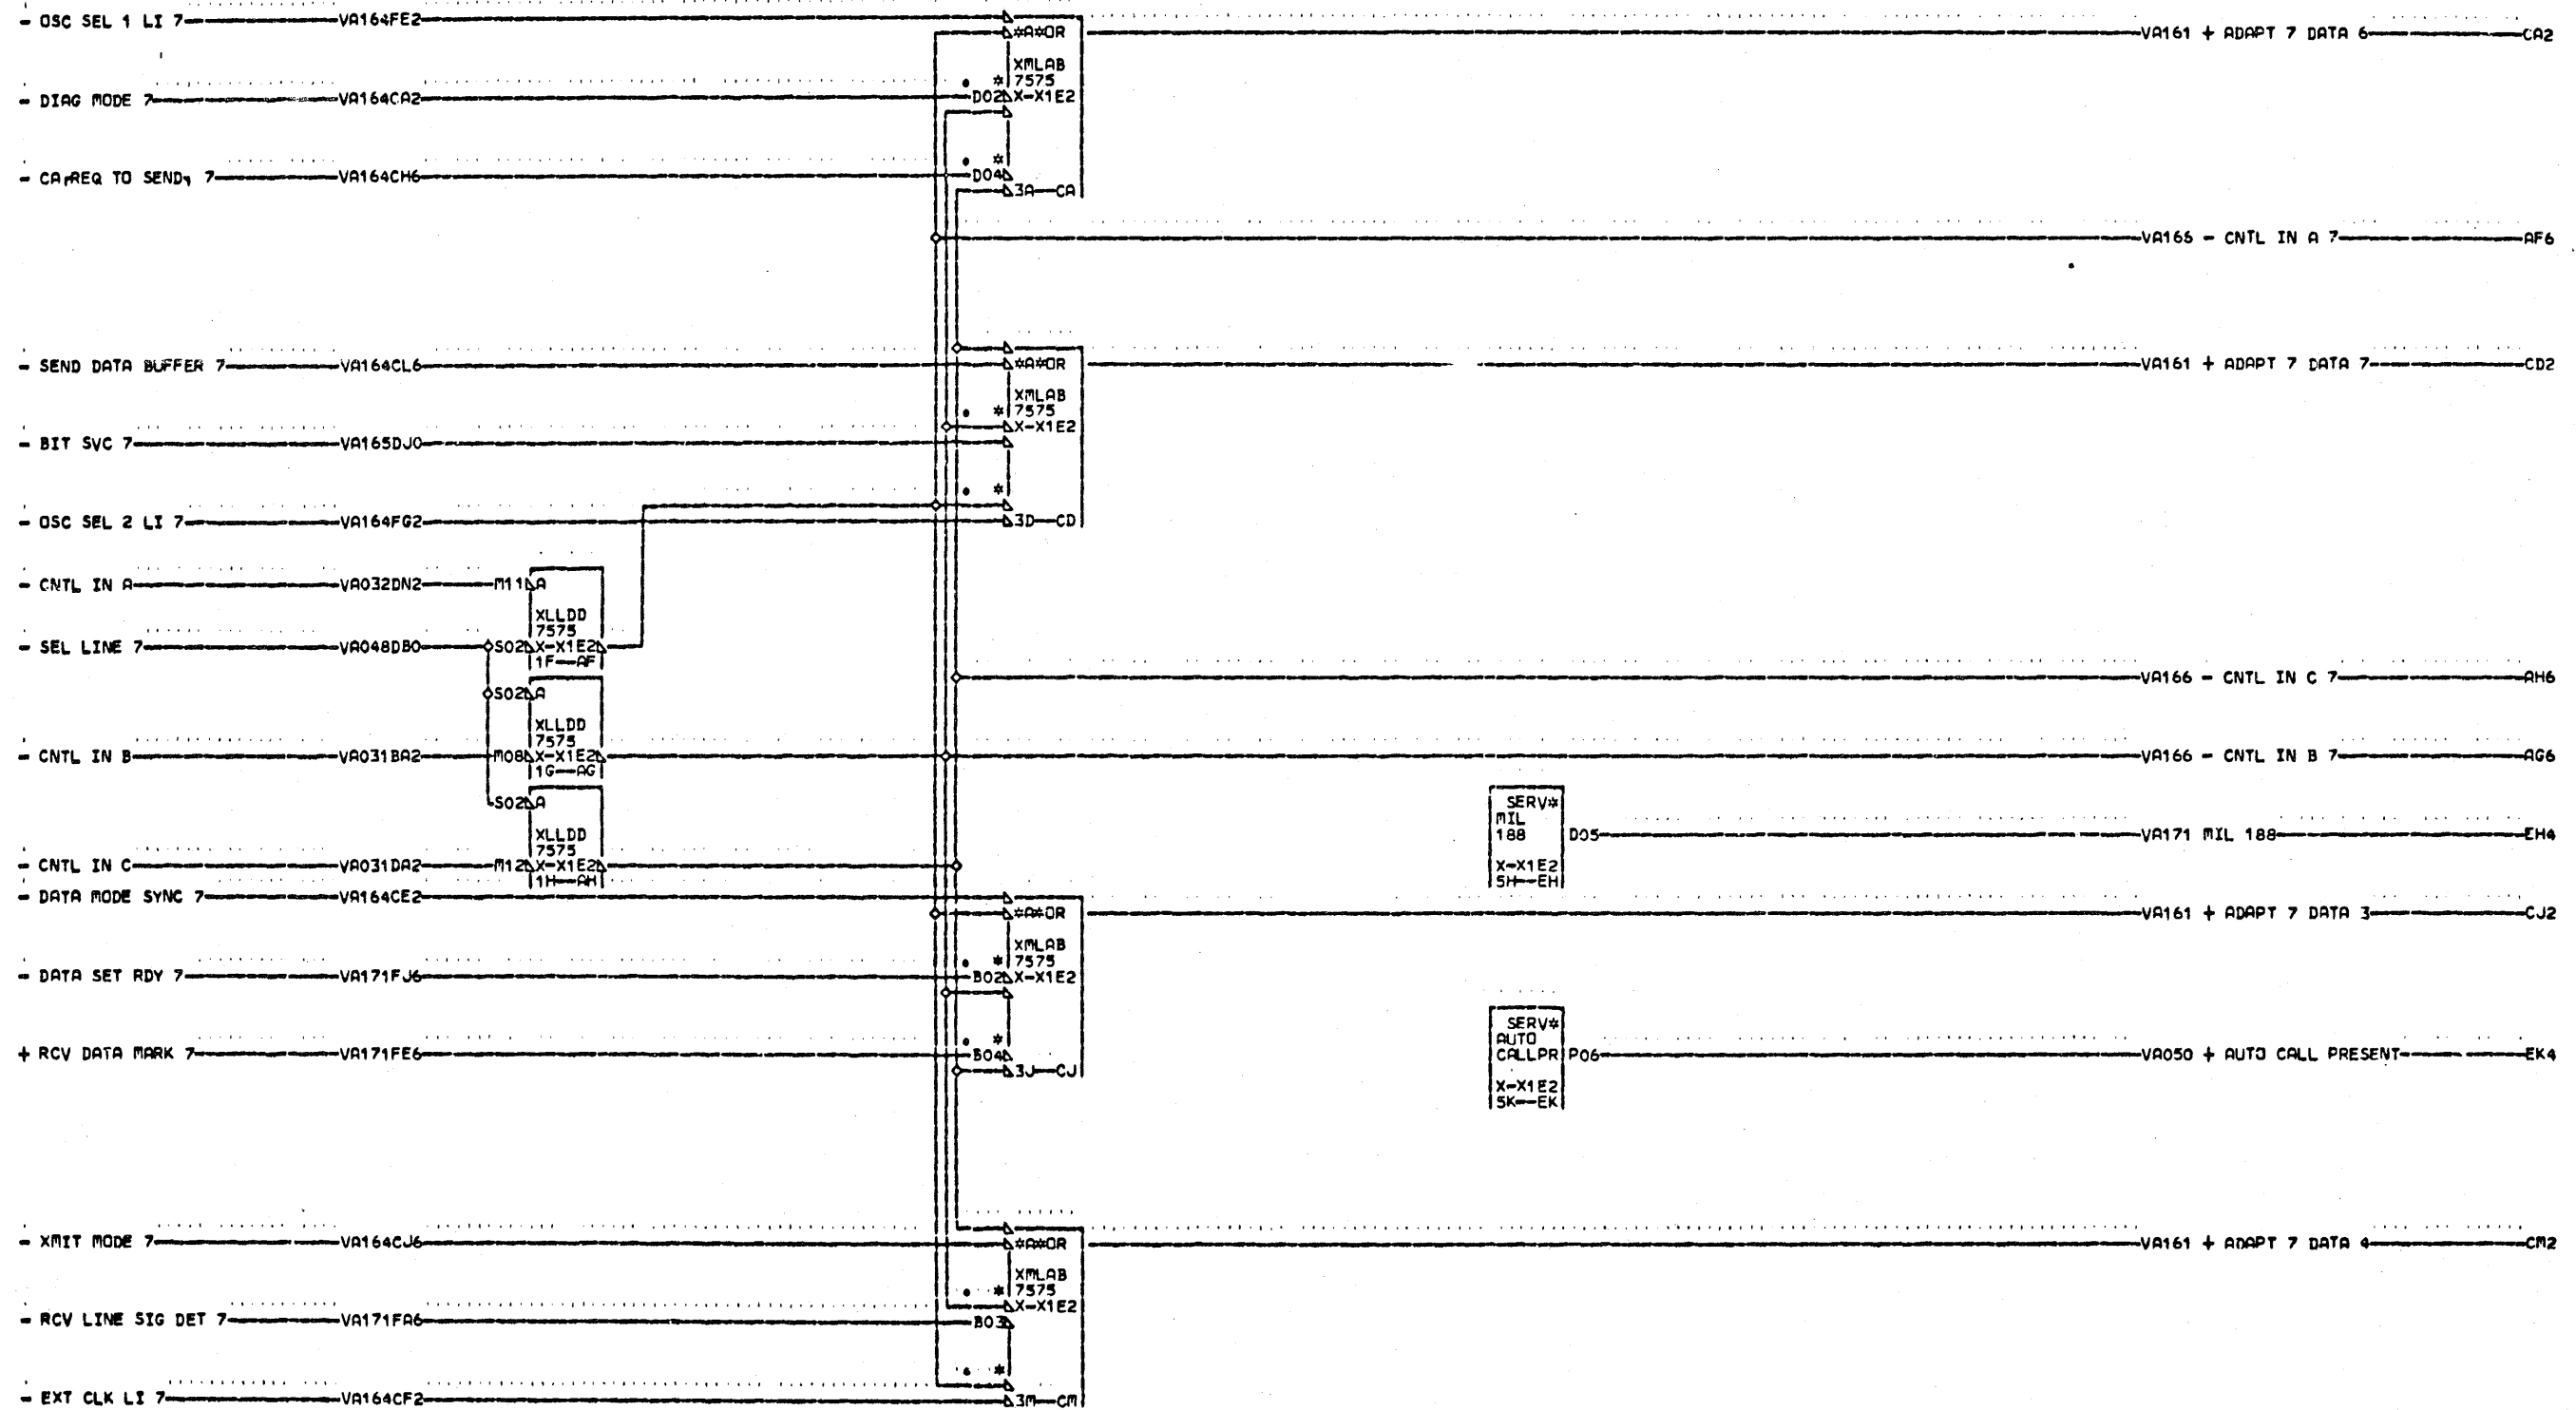 - OSC SEL 1 LI 7 VA164FE2
*A*OR VA161 + ADAPT 7 DATA 6 CA2
XMLAB
* 7575
- DIAG MODE 7 VA164CA2 D02 X-X1E2
*
- CA,REQ TO SEND, 7 VA164CH6 D04
3A CA
VA166 - CNTL IN A 7 AF6
- SEND DATA BUFFER 7 VA164CL6 *A*OR VA161 + ADAPT 7 DATA 7 CD2
XMLAB
* 7575
X-X1E2
- BIT SVC 7 VA165DJ0
*
- OSC SEL 2 LI 7 VA164FG2 3D CD
- CNTL IN A VA032DN2 M11 A
XLLDD
7575
- SEL LINE 7 VA048DB0 S02 X-X1E2
1F AF
VA166 - CNTL IN C 7 AH6
S02 A
XLLDD
7575
- CNTL IN B VA031BA2 M08 X-X1E2 VA166 - CNTL IN B 7 AG6
1G AG
S02 A SERV*
MIL
XLLDD 188 D05 VA171 MIL 188 EH4
7575
- CNTL IN C VA031DA2 M12 X-X1E2 X-X1E2
1H AH 5H EH
- DATA MODE SYNC 7 VA164CE2
*A*OR VA161 + ADAPT 7 DATA 3 CJ2
XMLAB
* 7575
- DATA SET RDY 7 VA171FJ6 B02 X-X1E2
SERV*
* AUTO
+ RCV DATA MARK 7 VA171FE6 B04 CALLPR P06 VA050 + AUTO CALL PRESENT EK4
3J CJ
X-X1E2
5K EK
- XMIT MODE 7 VA164CJ6 *A*OR VA161 + ADAPT 7 DATA 4 CM2
XMLAB
* 7575
X-X1E2
- RCV LINE SIG DET 7 VA171FA6 B03
*
- EXT CLK LI 7 VA164CF2 3M CM